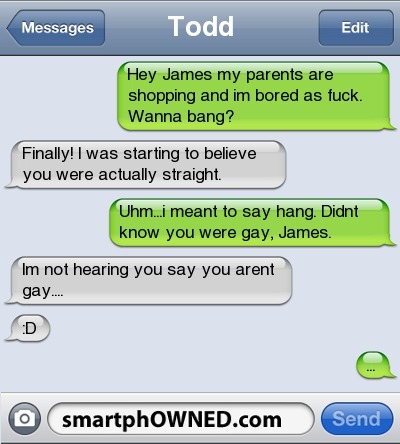 Messages
Todd
Edit
Hey James my parents are
shopping and im bored as fuck.
Wanna bang?
Finally! I was starting to believe
you were actually straight.
Uhm...i meant to say hang. Didnt
know you were gay, James.
Im not hearing you say you arent
gay....
:D
...
smartphOWNED.com
Send